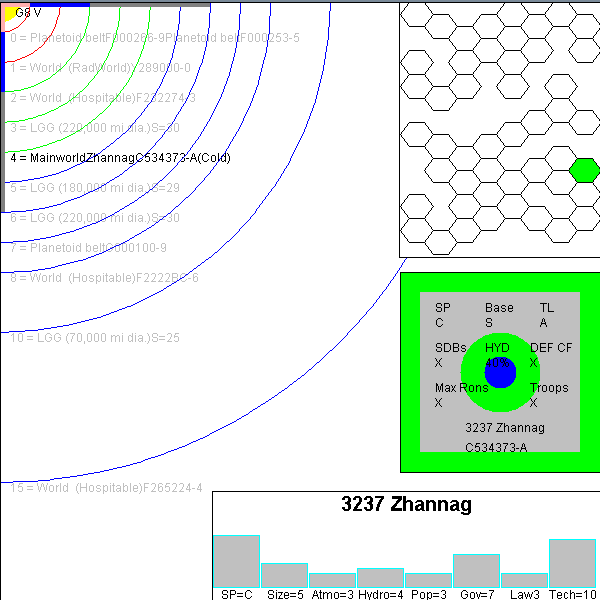 G8 V
0 = Planetoid beltF000266-9Planetoid beltF000253-5
1 = World (RadWorld)Y289000-0
2 = World (Hospitable)F232274-3
3 = LGG (220,000 mi dia.)S=30
4 = MainworldZhannagC534373-A(Cold)
5 = LGG (180,000 mi dia.)S=29
6 = LGG (220,000 mi dia.)S=30
7 = Planetoid beltG000100-9
8 = World (Hospitable)F2222BC-6
10 = LGG (70,000 mi dia.)S=25
15 = World (Hospitable)F265224-4
SP Base TL
C S A
SDBs HYD DEF CF
X 40% X
Max Rons Troops
X X
3237 Zhannag
C534373-A
3237 Zhannag
SP=C Size=5 Atmo=3 Hydro=4 Pop=3 Gov=7 Law3 Tech=10